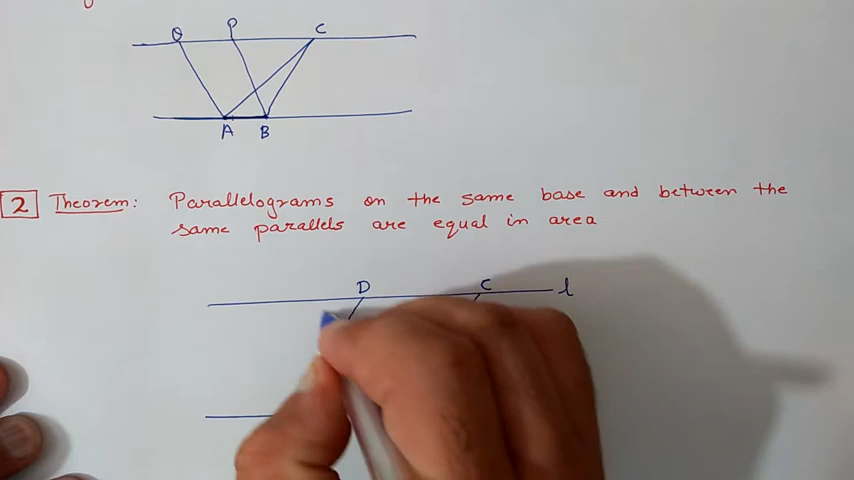 Q P C
A B
2 Theorem: Parallelograms on the same base and between the
same parallels are equal in area
D C l